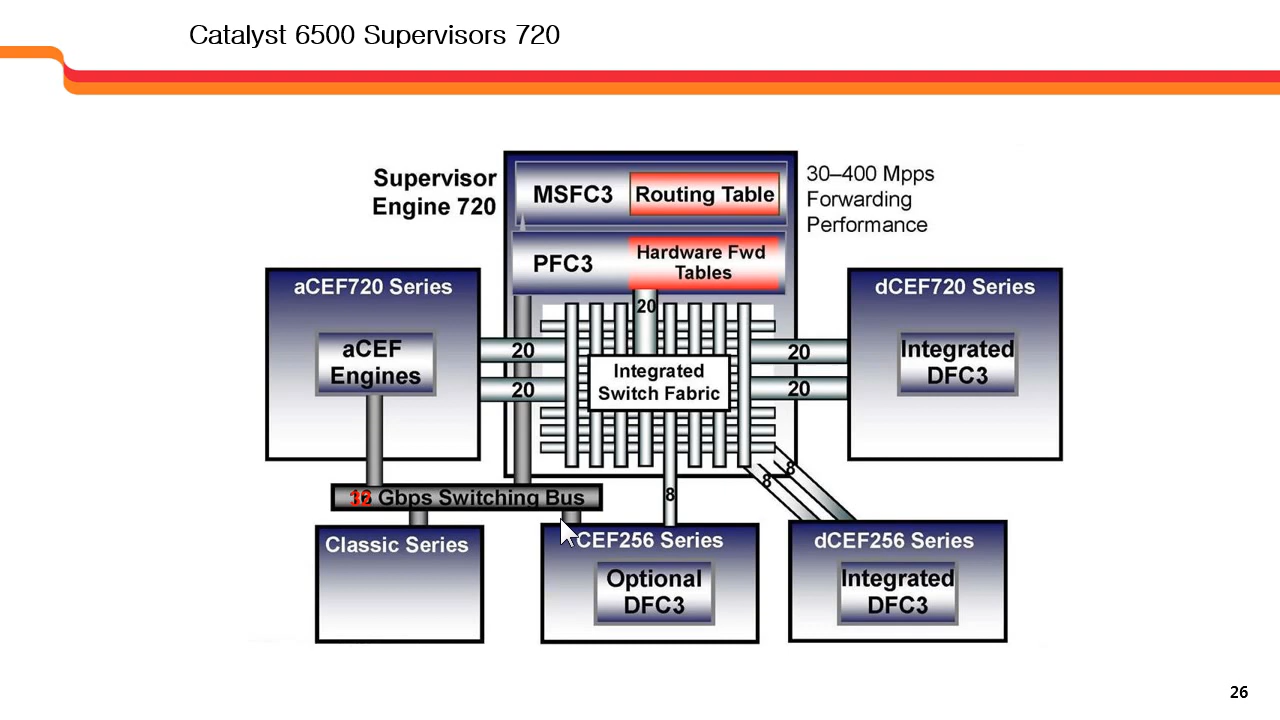 Catalyst 6500 Supervisors 720
Supervisor
Engine 720
MSFC3
Routing Table
30–400 Mpps
Forwarding
Performance
PFC3
Hardware Fwd
Tables
aCEF720 Series
dCEF720 Series
20
aCEF
Engines
20
20
Integrated
Switch Fabric
20
20
Integrated
DFC3
8
8
8
Gbps Switching Bus
Classic Series
CEF256 Series
Optional
DFC3
dCEF256 Series
Integrated
DFC3
26